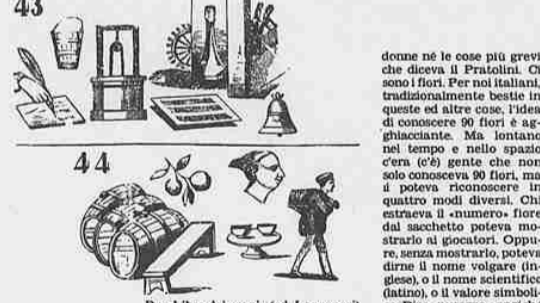 43
44
donne né le cose più grevi
che diceva il Pratolini. Ci
sono i fiori. Per noi italiani,
tradizionalmente bestie in
queste ed altre cose, l'idea
di conoscere 90 fiori è ag-
ghiacciante. Ma lontano
nel tempo e nello spazio
c'era (c'è) gente che non
solo conosceva 90 fiori, ma
li poteva riconoscere in
quattro modi diversi. Chi
estraeva il «numero» fiore
dal sacchetto poteva mo-
strarlo ai giocatori. Oppu-
re, senza mostrarlo, poteva
dirne il nome volgare (in-
glese), o il nome scientifico
(latino), o il valore simboli-